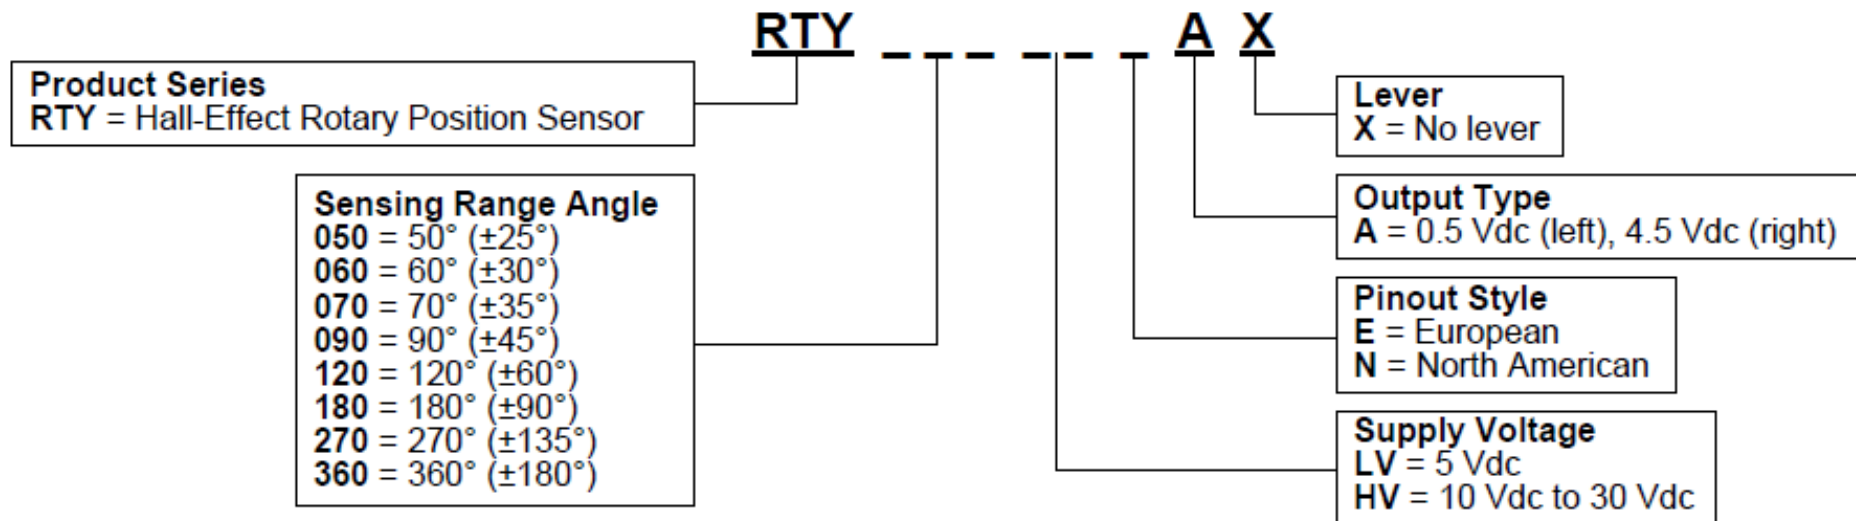 RTY _ _ _ _ _ _ A X
Product Series
RTY = Hall-Effect Rotary Position Sensor
Sensing Range Angle
050 = 50° (±25°)
060 = 60° (±30°)
070 = 70° (±35°)
090 = 90° (±45°)
120 = 120° (±60°)
180 = 180° (±90°)
270 = 270° (±135°)
360 = 360° (±180°)
Lever
X = No lever
Output Type
A = 0.5 Vdc (left), 4.5 Vdc (right)
Pinout Style
E = European
N = North American
Supply Voltage
LV = 5 Vdc
HV = 10 Vdc to 30 Vdc